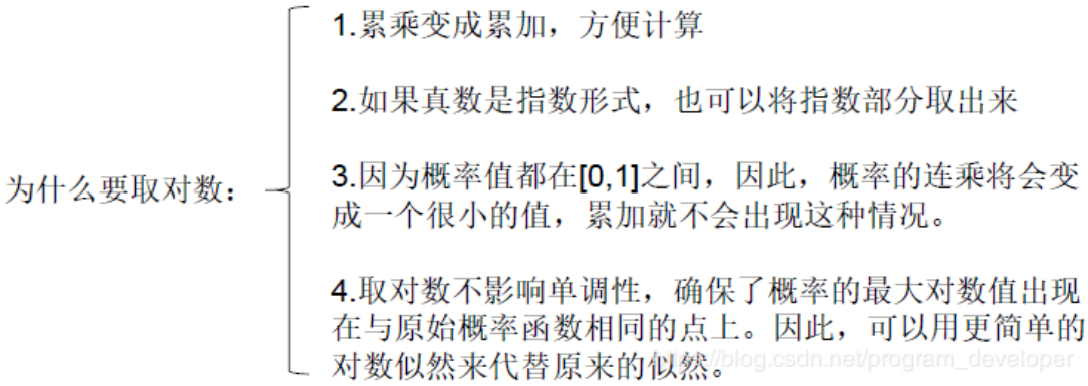 1.累乘变成累加，方便计算
2.如果真数是指数形式，也可以将指数部分取出来
为什么要取对数：
3.因为概率值都在[0,1]之间，因此，概率的连乘将会变
成一个很小的值，累加就不会出现这种情况。
4.取对数不影响单调性，确保了概率的最大对数值出现
在与原始概率函数相同的点上。因此，可以用更简单的
对数似然来代替原来的似然。
blog.csdn.net/program_developer